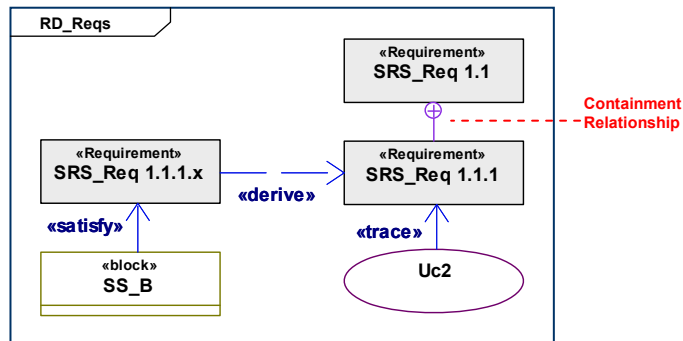 RD_Reqs
«Requirement»
SRS_Req 1.1
Containment
Relationship
«Requirement»
SRS_Req 1.1.1.x
«derive»
«Requirement»
SRS_Req 1.1.1
«satisfy»
«trace»
«block»
SS_B
Uc2